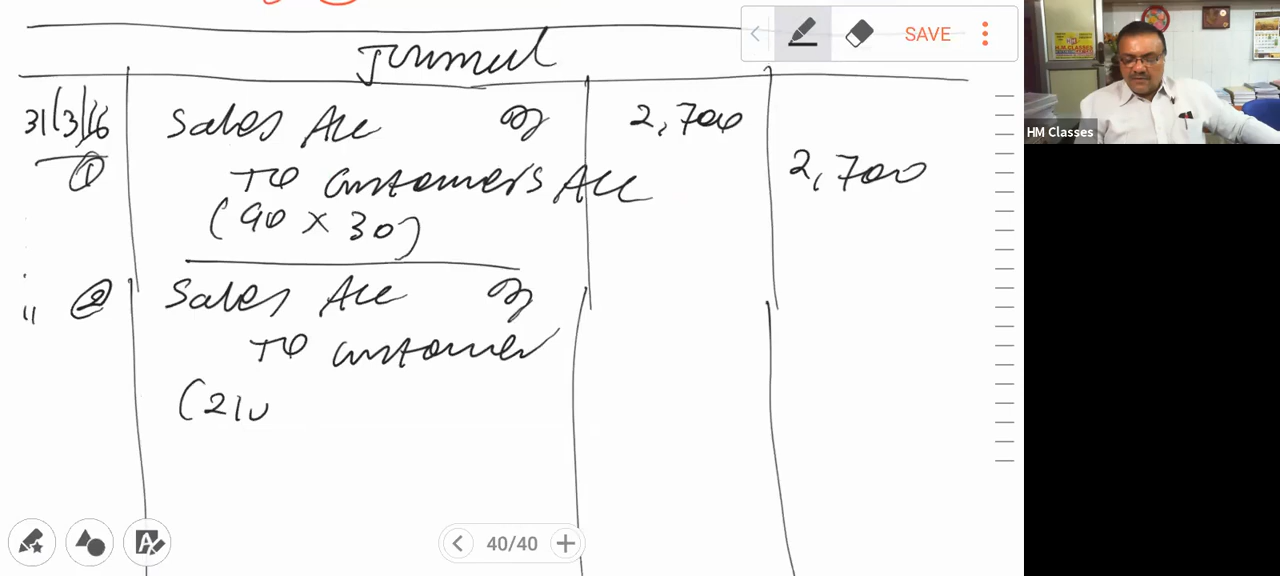 SAVE
Journal
31/3/16 Sales A/c Dr 2,700
① To customers A/c 2,700
(90 × 30)
" ② Sales A/c Dr
To customer
(210
40/40
HM Classes